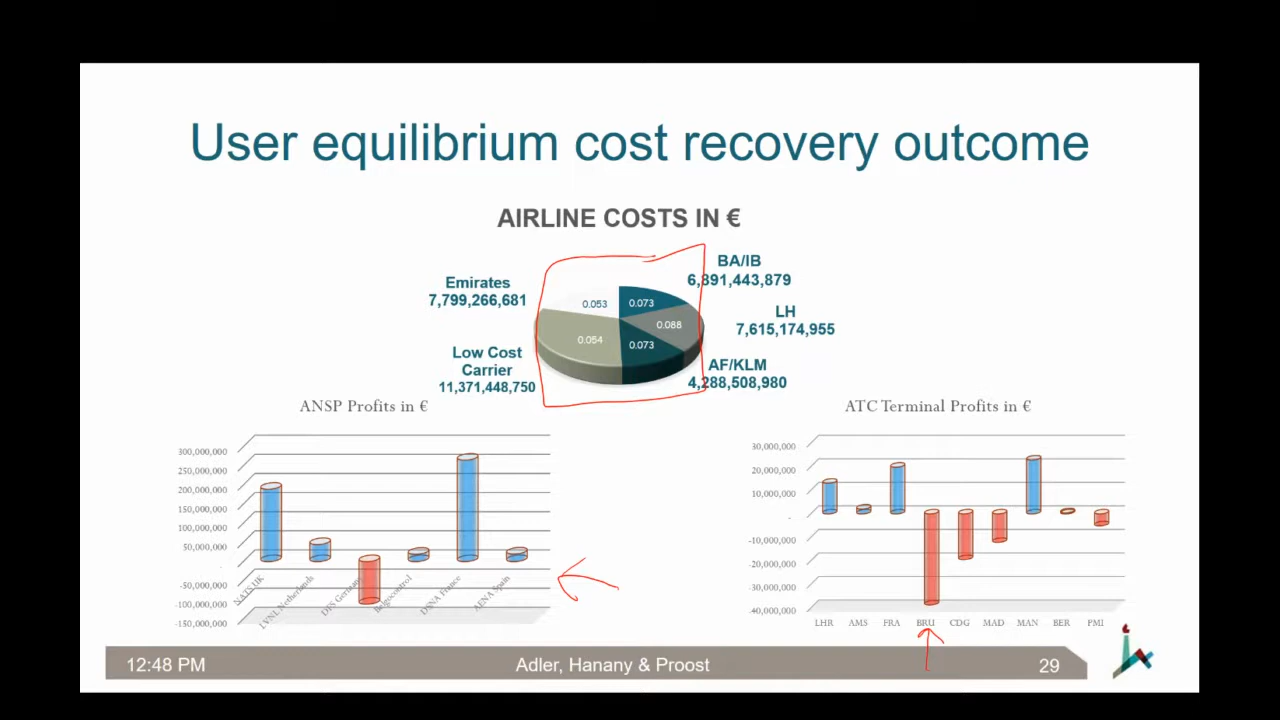 User equilibrium cost recovery outcome
AIRLINE COSTS IN €
BA/IB
6,891,443,879
Emirates
7,799,266,681
0.053
0.073
LH
7,615,174,955
0.088
0.054
0.073
Low Cost
Carrier
11,371,448,750
AF/KLM
4,288,508,980
ANSP Profits in €
300,000,000
250,000,000
200,000,000
150,000,000
100,000,000
50,000,000
-
-50,000,000
-100,000,000
-150,000,000
NATS UK
LVNL Netherlands
DFS Germany
Belgocontrol
DSNA France
AENA Spain
ATC Terminal Profits in €
30,000,000
20,000,000
10,000,000
-
-10,000,000
-20,000,000
-30,000,000
-40,000,000
LHR AMS FRA BRU CDG MAD MAN BER PMI
12:48 PM
Adler, Hanany & Proost
29